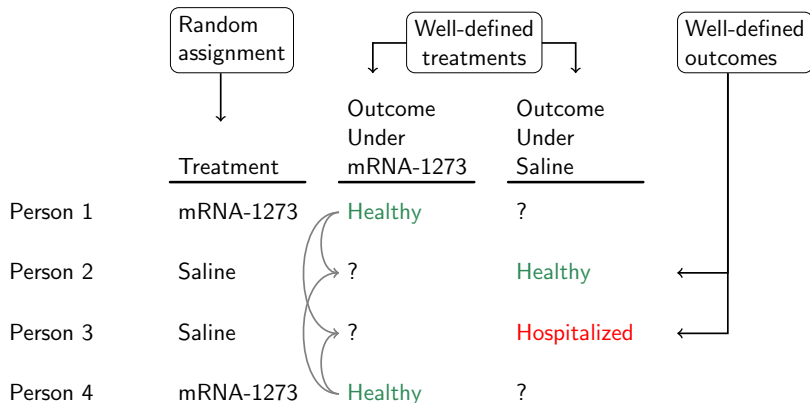 Random
assignment
Well-defined
treatments
Well-defined
outcomes
Treatment
Outcome
Under
mRNA-1273
Outcome
Under
Saline
Person 1 mRNA-1273 Healthy ?
Person 2 Saline ? Healthy
Person 3 Saline ? Hospitalized
Person 4 mRNA-1273 Healthy ?